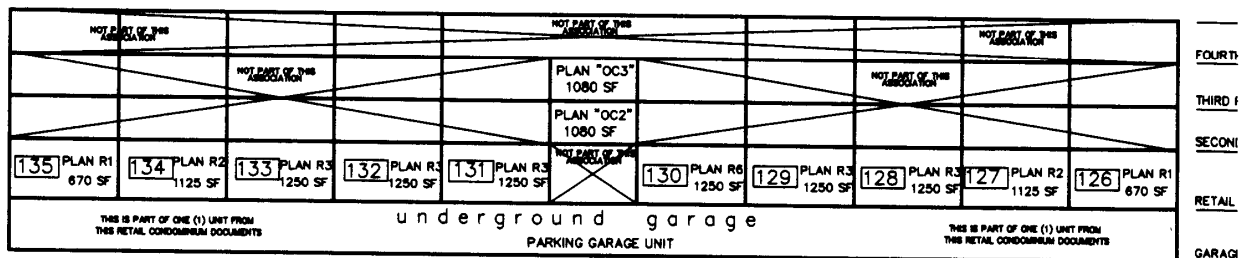 NOT PART OF THIS
ASSOCIATION
NOT PART OF THIS
ASSOCIATION
NOT PART OF THIS
ASSOCIATION
FOURTH
NOT PART OF THIS
ASSOCIATION
PLAN "OC3"
1080 SF
NOT PART OF THIS
ASSOCIATION
THIRD
PLAN "OC2"
1080 SF
SECOND
135 PLAN R1
670 SF
134 PLAN R2
1125 SF
133 PLAN R3
1250 SF
132 PLAN R3
1250 SF
131 PLAN R3
1250 SF
NOT PART OF THIS
ASSOCIATION
130 PLAN R6
1250 SF
129 PLAN R3
1250 SF
128 PLAN R3
1250 SF
127 PLAN R2
1125 SF
126 PLAN R1
670 SF
RETAIL
THIS IS PART OF ONE (1) UNIT FROM
THIS RETAIL CONDOMINIUM DOCUMENTS
underground garage
PARKING GARAGE UNIT
THIS IS PART OF ONE (1) UNIT FROM
THIS RETAIL CONDOMINIUM DOCUMENTS
GARAGE